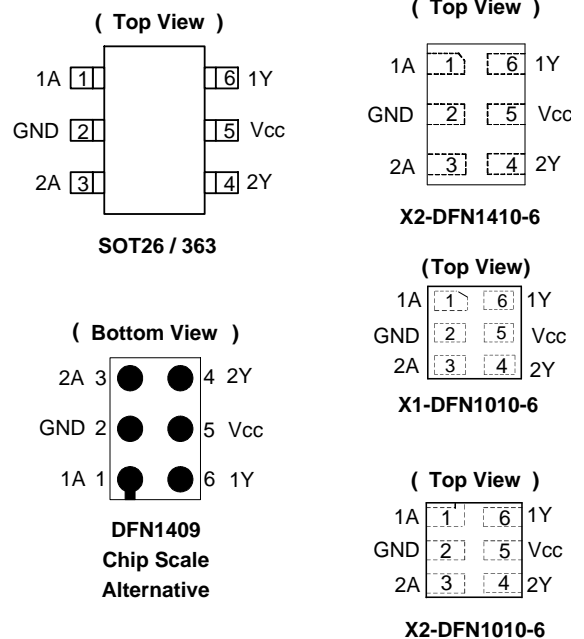 ( Top View )
1A 1 6 1Y
GND 2 5 Vcc
2A 3 4 2Y
SOT26 / 363
( Bottom View )
2A 3 4 2Y
GND 2 5 Vcc
1A 1 6 1Y
DFN1409
Chip Scale
Alternative
( Top View )
1A 1 6 1Y
GND 2 5 Vcc
2A 3 4 2Y
X2-DFN1410-6
(Top View)
1A 1 6 1Y
GND 2 5 Vcc
2A 3 4 2Y
X1-DFN1010-6
( Top View )
1A 1 6 1Y
GND 2 5 Vcc
2A 3 4 2Y
X2-DFN1010-6